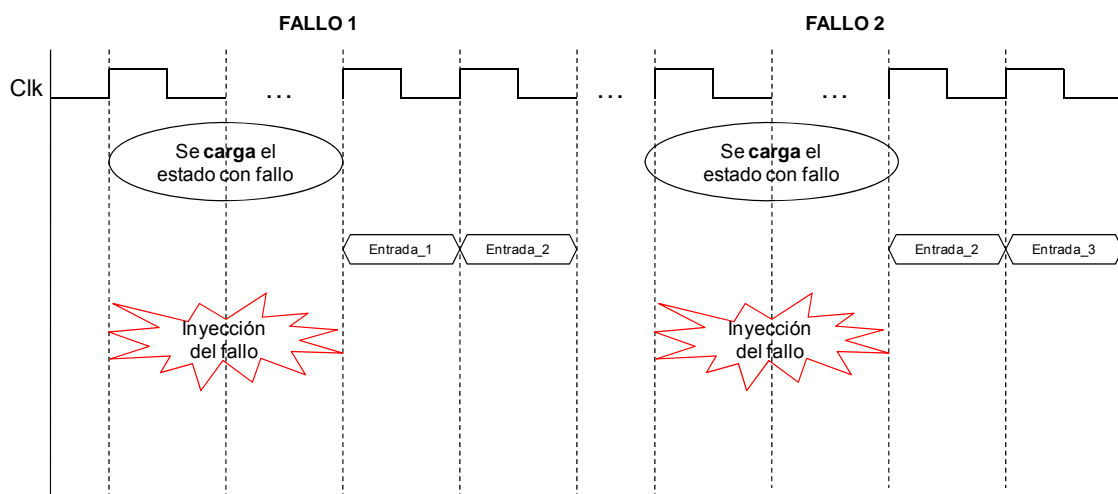 FALLO 1
FALLO 2
Clk
...
...
...
Se carga el
estado con fallo
Se carga el
estado con fallo
Entrada_1
Entrada_2
Entrada_2
Entrada_3
Inyección
del fallo
Inyección
del fallo